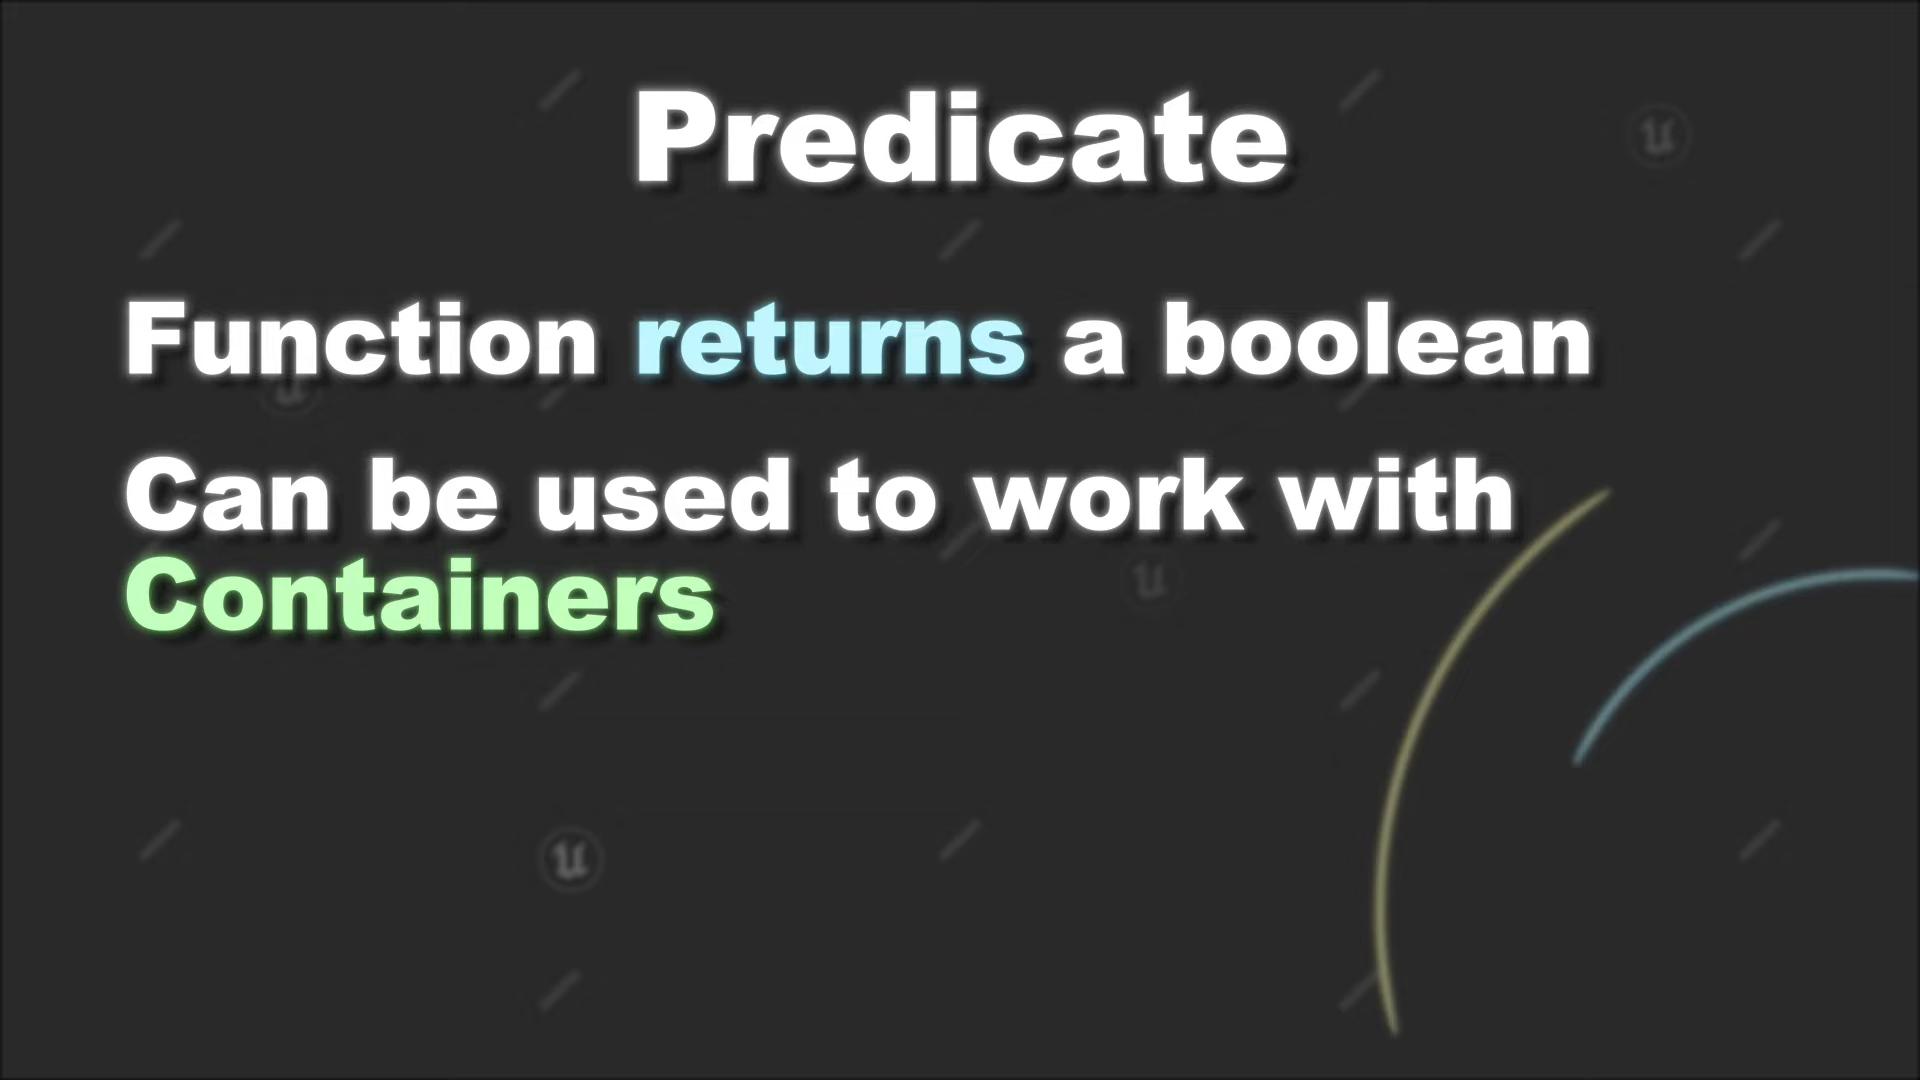 Predicate
Function returns a boolean
Can be used to work with
Containers